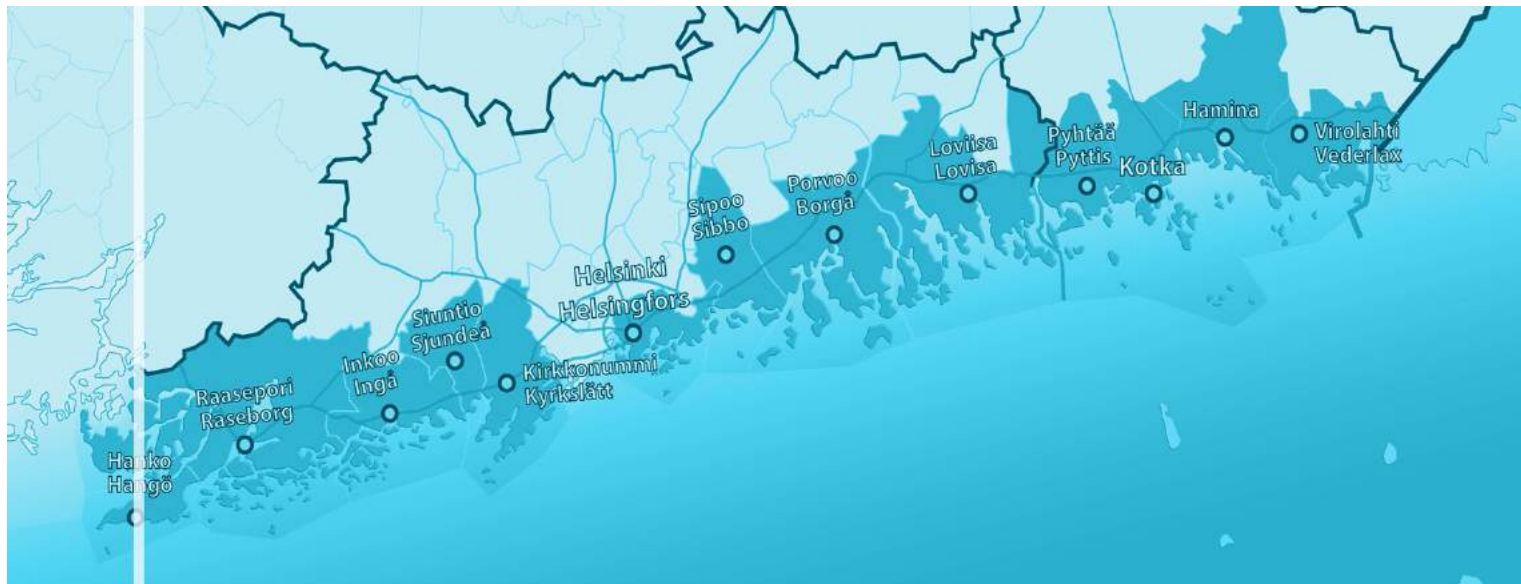 Hanko
Hangö
Raasepori
Raseborg
Inkoo
Ingå
Siuntio
Sjundeå
Kirkkonummi
Kyrkslätt
Helsinki
Helsingfors
Sipoo
Sibbo
Porvoo
Borgå
Loviisa
Lovisa
Pyhtää
Pyttis
Kotka
Hamina
Virolahti
Vederlax